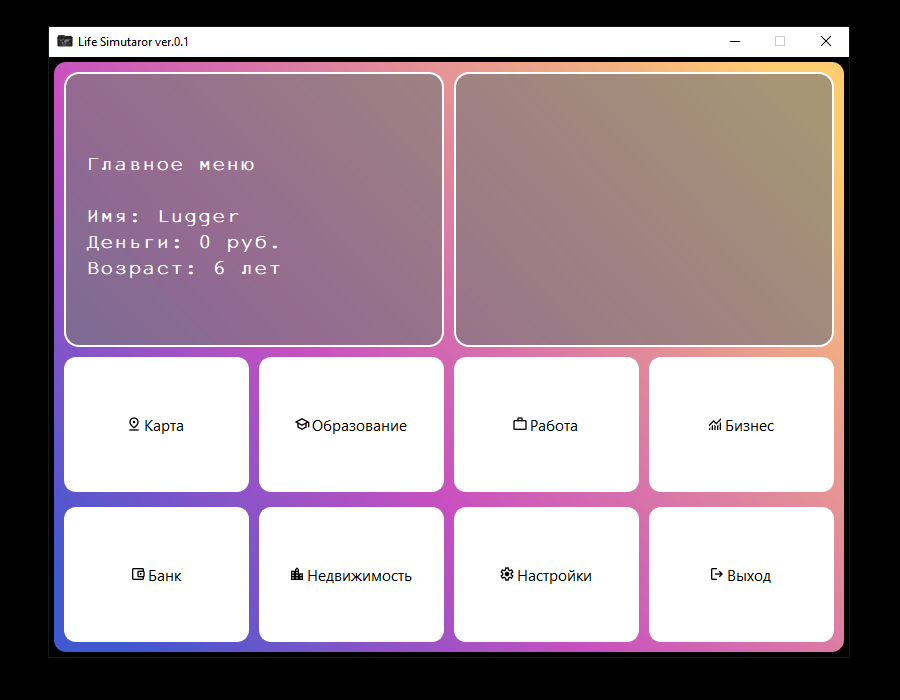 Life Simutaror ver.0.1
Главное меню
Имя: Lugger
Деньги: 0 руб.
Возраст: 6 лет
Карта
Образование
Работа
Бизнес
Банк
Недвижимость
Настройки
Выход